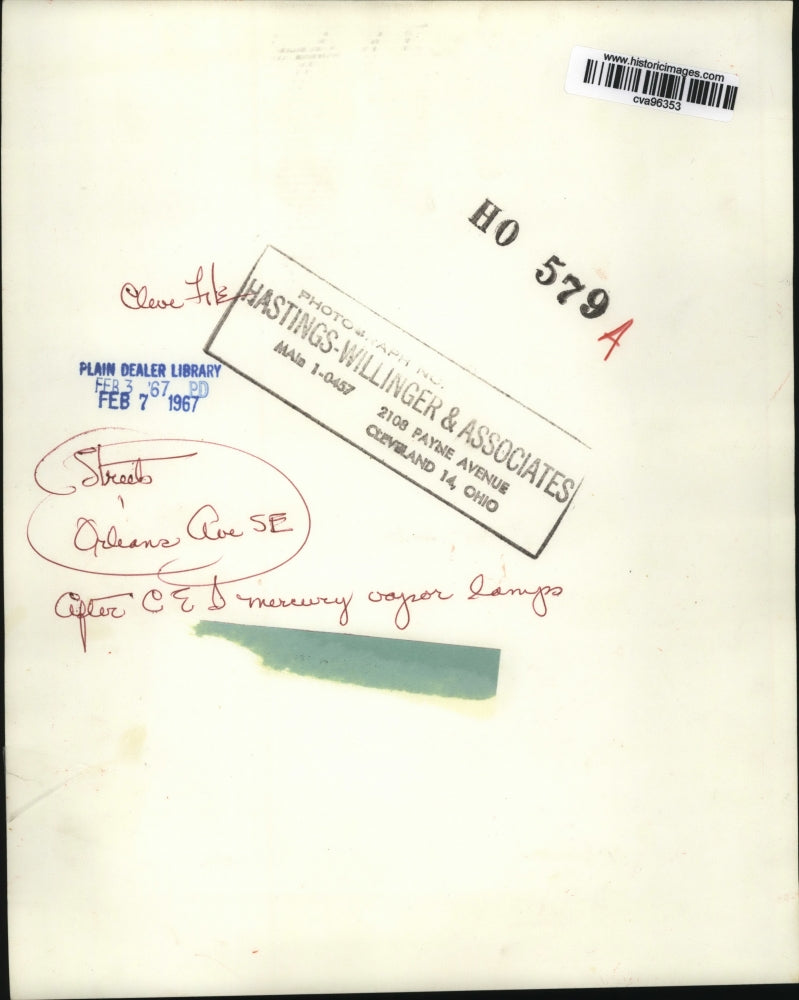 www.historicimages.com
cva96353
HO 579 A
Cleve File
PHOTOGRAPH NO.
HASTINGS-WILLINGER & ASSOCIATES
MAin 1-0457
2108 PAYNE AVENUE
CLEVELAND 14, OHIO
PLAIN DEALER LIBRARY
FEB 3 '67 PD
FEB 7 1967
Streets
Orleans Ave SE
After C E I mercury vapor lamps